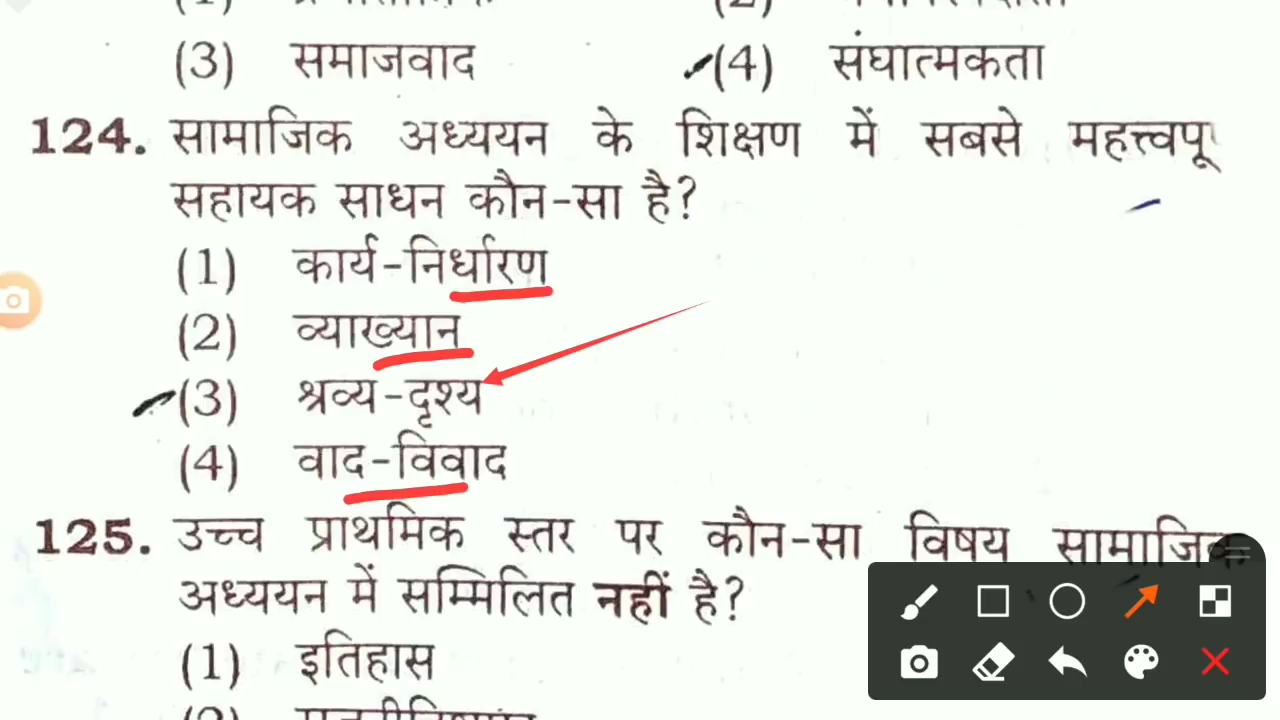 (3) समाजवाद (4) संघात्मकता
124. सामाजिक अध्ययन के शिक्षण में सबसे महत्त्वपू
सहायक साधन कौन-सा है?
(1) कार्य-निर्धारण
(2) व्याख्यान
(3) श्रव्य-दृश्य
(4) वाद-विवाद
125. उच्च प्राथमिक स्तर पर कौन-सा विषय सामाजिक
अध्ययन में सम्मिलित नहीं है?
(1) इतिहास